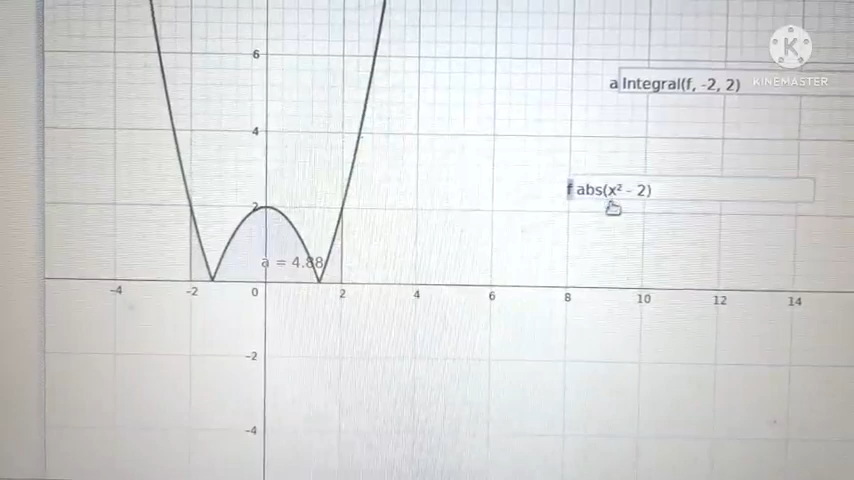 6
K
KINEMASTER
a Integral(f, -2, 2)
4
f abs(x² - 2)
2
a = 4.88
-4 -2 0 2 4 6 8 10 12 14
-2
-4